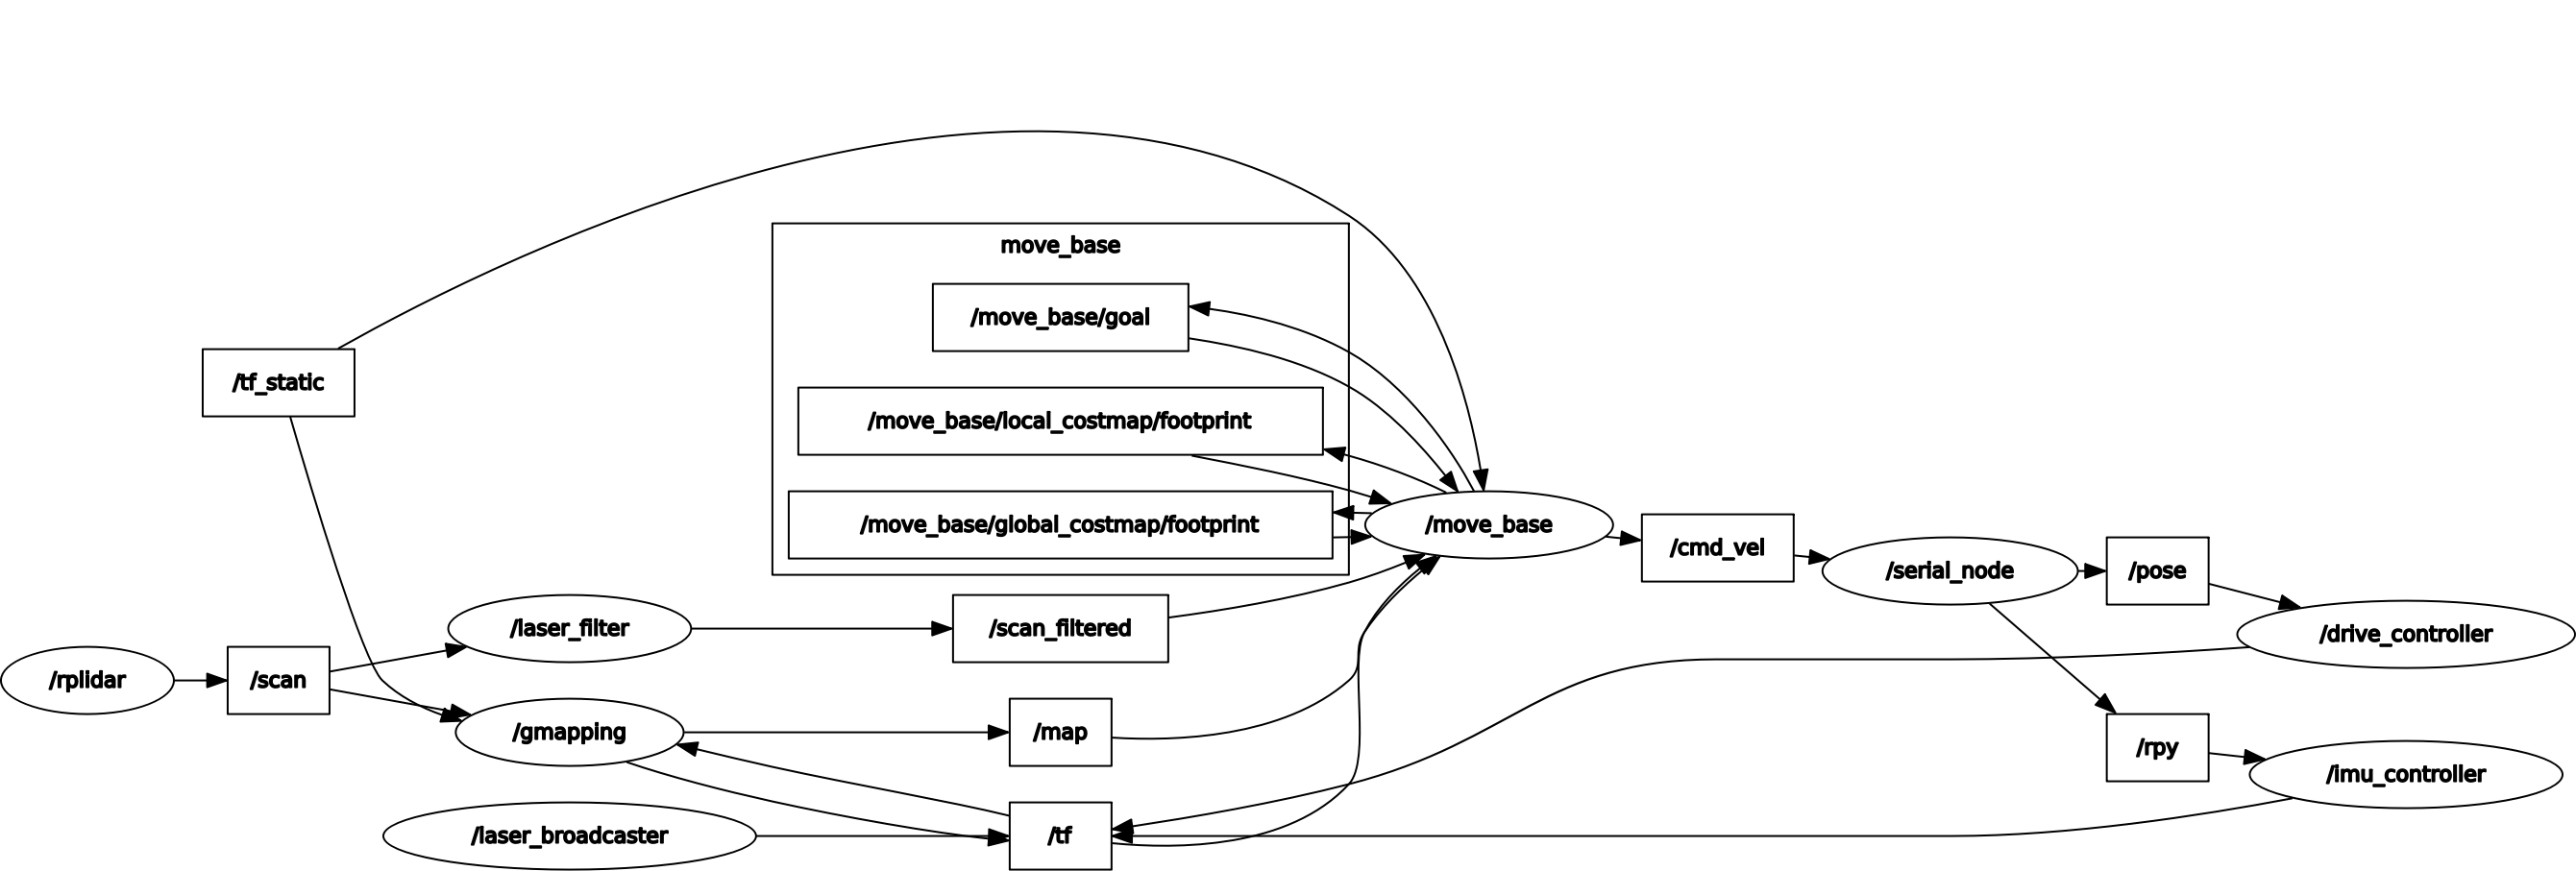 move_base
/move_base/goal
/tf_static
/move_base/local_costmap/footprint
/move_base/global_costmap/footprint
/move_base
/cmd_vel
/serial_node
/pose
/laser_filter
/scan_filtered
/drive_controller
/rplidar
/scan
/gmapping
/map
/rpy
/imu_controller
/laser_broadcaster
/tf